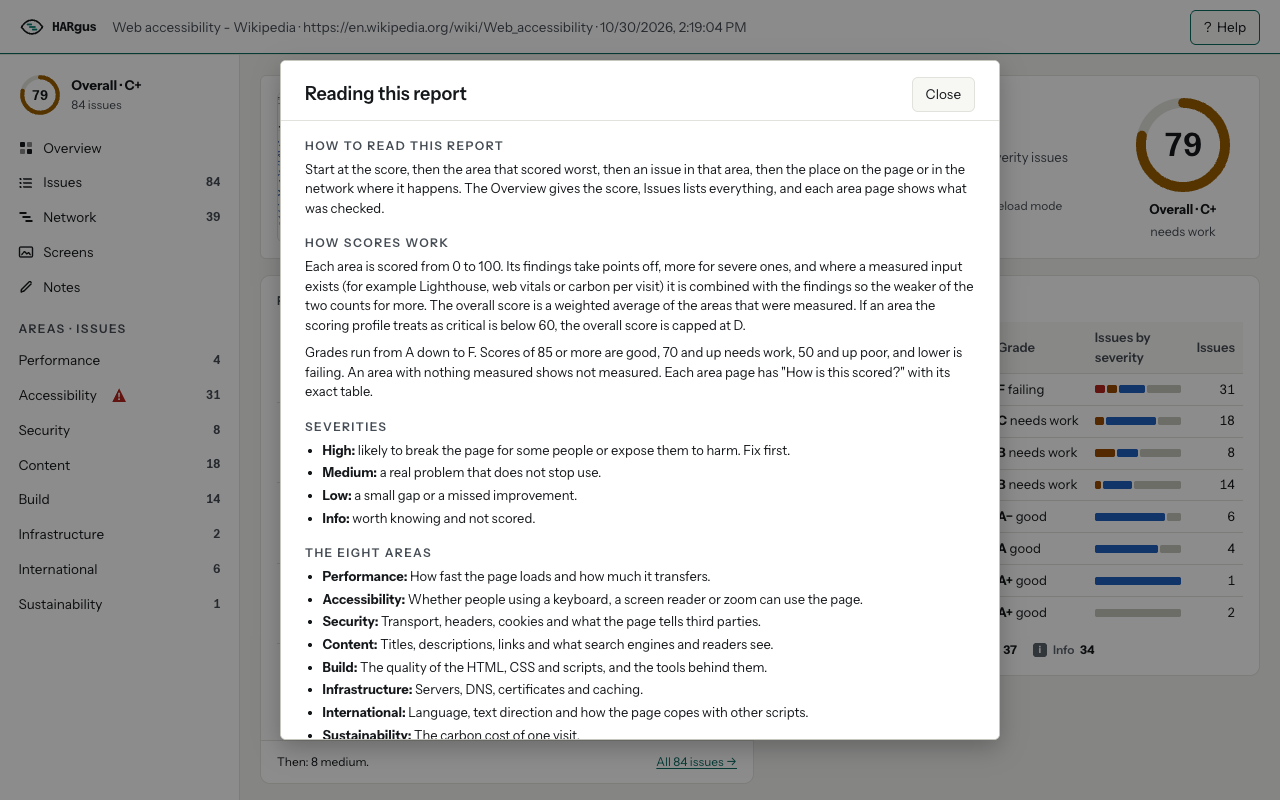 HARgus
Web accessibility - Wikipedia · https://en.wikipedia.org/wiki/Web_accessibility · 10/30/2026, 2:19:04 PM
? Help
79
Overall · C+
84 issues
Overview
Issues 84
Network 39
Screens
Notes
AREAS · ISSUES
Performance 4
Accessibility 31
Security 8
Content 18
Build 14
Infrastructure 2
International 6
Sustainability 1
Reading this report
Close
HOW TO READ THIS REPORT
Start at the score, then the area that scored worst, then an issue in that area, then the place on the page or in the
network where it happens. The Overview gives the score, Issues lists everything, and each area page shows what
was checked.
HOW SCORES WORK
Each area is scored from 0 to 100. Its findings take points off, more for severe ones, and where a measured input
exists (for example Lighthouse, web vitals or carbon per visit) it is combined with the findings so the weaker of the
two counts for more. The overall score is a weighted average of the areas that were measured. If an area the
scoring profile treats as critical is below 60, the overall score is capped at D.
Grades run from A down to F. Scores of 85 or more are good, 70 and up needs work, 50 and up poor, and lower is
failing. An area with nothing measured shows not measured. Each area page has "How is this scored?" with its
exact table.
SEVERITIES
• High: likely to break the page for some people or expose them to harm. Fix first.
• Medium: a real problem that does not stop use.
• Low: a small gap or a missed improvement.
• Info: worth knowing and not scored.
THE EIGHT AREAS
• Performance: How fast the page loads and how much it transfers.
• Accessibility: Whether people using a keyboard, a screen reader or zoom can use the page.
• Security: Transport, headers, cookies and what the page tells third parties.
• Content: Titles, descriptions, links and what search engines and readers see.
• Build: The quality of the HTML, CSS and scripts, and the tools behind them.
• Infrastructure: Servers, DNS, certificates and caching.
• International: Language, text direction and how the page copes with other scripts.
• Sustainability: The carbon cost of one visit.
issues
mode
79
Overall · C+
needs work
Grade Issues by severity Issues
F failing 31
C needs work 18
B needs work 8
B needs work 14
A− good 6
A good 4
A+ good 1
A+ good 2
37 i Info 34
Then: 8 medium.
All 84 issues →